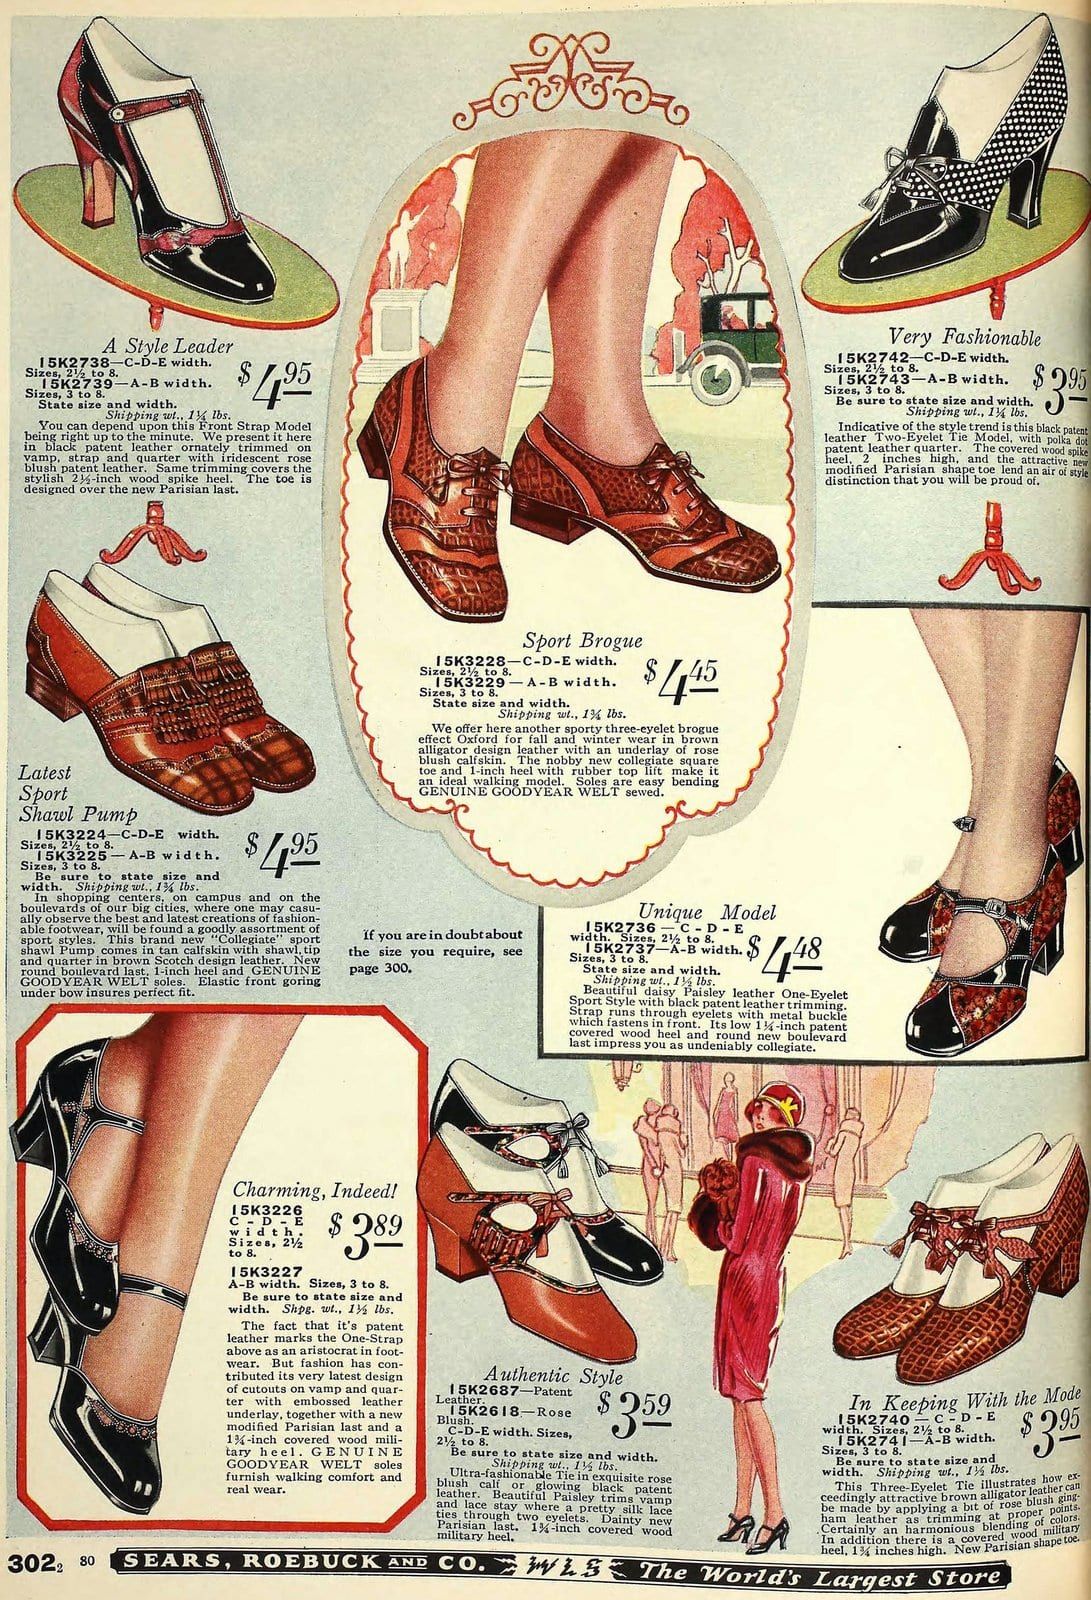 A Style Leader
15K2738—C-D-E width.
Sizes, 2½ to 8.
15K2739—A-B width.
Sizes, 3 to 8.
State size and width.
Shipping wt., 1¼ lbs.
$4.95
You can depend upon this Front Strap Model
being right up to the minute. We present it here
in black patent leather ornately trimmed on
vamp, strap and quarter with iridescent rose
blush patent leather. Same trimming covers the
stylish 2½-inch wood spike heel. The toe is
designed over the new Parisian last.
Very Fashionable
15K2742—C-D-E width.
Sizes, 2½ to 8.
15K2743—A-B width.
Sizes, 3 to 8.
Be sure to state size and width.
Shipping wt., 1¼ lbs.
$3.95
Indicative of the style trend is this black patent
leather Two-Eyelet Tie Model, with polka dot
patent leather quarter. The covered wood spike
heel, 2 inches high, and the attractive new
modified Parisian shape toe lend an air of style
distinction that you will be proud of.
Sport Brogue
15K3228—C-D-E width.
Sizes, 2½ to 8.
15K3229—A-B width.
Sizes, 3 to 8.
State size and width.
Shipping wt., 1¾ lbs.
$4.45
We offer here another sporty three-eyelet brogue
effect Oxford for fall and winter wear in brown
alligator design leather with an underlay of rose
blush calfskin. The nobby new collegiate square
toe and 1-inch heel with rubber top lift make it
an ideal walking model. Soles are easy bending
GENUINE GOODYEAR WELT sewed.
Latest
Sport
Shawl Pump
15K3224—C-D-E width.
Sizes, 2½ to 8.
15K3225—A-B width.
Sizes, 3 to 8.
Be sure to state size and
width. Shipping wt., 1¾ lbs.
$4.95
In shopping centers, on campus and on the
boulevards of our big cities, where one may casu-
ally observe the best and latest creations of fashion-
able footwear, will be found a goodly assortment of
sport styles. This brand new "Collegiate" sport
shawl Pump comes in tan calfskin with shawl, tip
and quarter in brown Scotch design leather. New
round boulevard last, 1-inch heel and GENUINE
GOODYEAR WELT soles. Elastic front goring
under bow insures perfect fit.
If you are in doubt about
the size you require, see
page 300.
Unique Model
15K2736—C-D-E
width. Sizes, 2½ to 8.
15K2737—A-B width.
Sizes, 3 to 8.
State size and width.
Shipping wt., 1½ lbs.
$4.48
Beautiful daisy Paisley leather One-Eyelet
Sport Style with black patent leather trimming.
Strap runs through eyelets with metal buckle
which fastens in front. Its low 1¼-inch patent
covered wood heel and round new boulevard
last impress you as undeniably collegiate.
Charming, Indeed!
15K3226
C-D-E
width.
Sizes, 2½
to 8.
$3.89
15K3227
A-B width. Sizes, 3 to 8.
Be sure to state size and
width. Shpg. wt., 1½ lbs.
The fact that it's patent
leather marks the One-Strap
above as an aristocrat in foot-
wear. But fashion has con-
tributed its very latest design
of cutouts on vamp and quar-
ter with embossed leather
underlay, together with a new
modified Parisian last and a
1¾-inch covered wood mili-
tary heel. GENUINE
GOODYEAR WELT soles
furnish walking comfort and
real wear.
Authentic Style
15K2687—Patent
Leather.
15K2618—Rose
Blush.
C-D-E width. Sizes,
2½ to 8.
Be sure to state size and width.
Shipping wt., 1½ lbs.
$3.59
Ultra-fashionable Tie in exquisite rose
blush calf or glowing black patent
leather. Beautiful Paisley trims vamp
and lace stay where a pretty silk lace
ties through two eyelets. Dainty new
Parisian last. 1¾-inch covered wood
military heel.
In Keeping With the Mode
15K2740—C-D-E
width. Sizes, 2½ to 8.
15K2741—A-B width.
Sizes, 3 to 8.
Be sure to state size and
width. Shipping wt., 1½ lbs.
$3.95
This Three-Eyelet Tie illustrates how ex-
ceedingly attractive brown alligator leather can
be made by applying a bit of rose blush ging-
ham leather as trimming at proper points.
Certainly an harmonious blending of colors.
In addition there is a covered wood military
heel, 1¾ inches high. New Parisian shape toe.
302₂ 80 SEARS, ROEBUCK AND CO. WLS The World's Largest Store